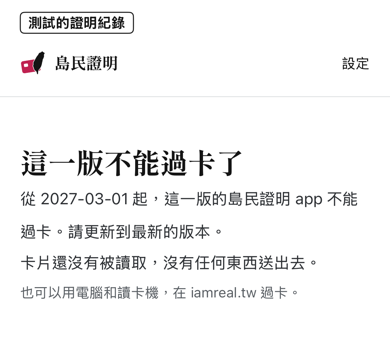 測試的證明紀錄
島民證明
設定
這一版不能過卡了
從 2027-03-01 起，這一版的島民證明 app 不能
過卡。請更新到最新的版本。
卡片還沒有被讀取，沒有任何東西送出去。
也可以用電腦和讀卡機，在 iamreal.tw 過卡。